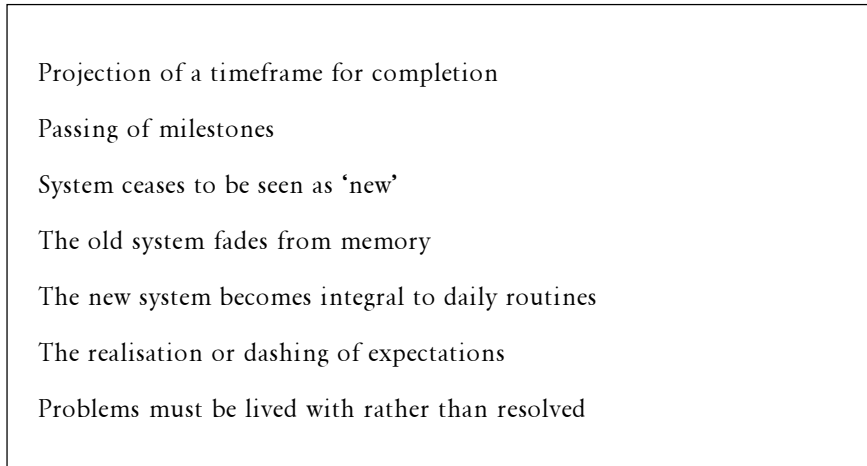 Projection of a timeframe for completion
Passing of milestones
System ceases to be seen as ‘new’
The old system fades from memory
The new system becomes integral to daily routines
The realisation or dashing of expectations
Problems must be lived with rather than resolved